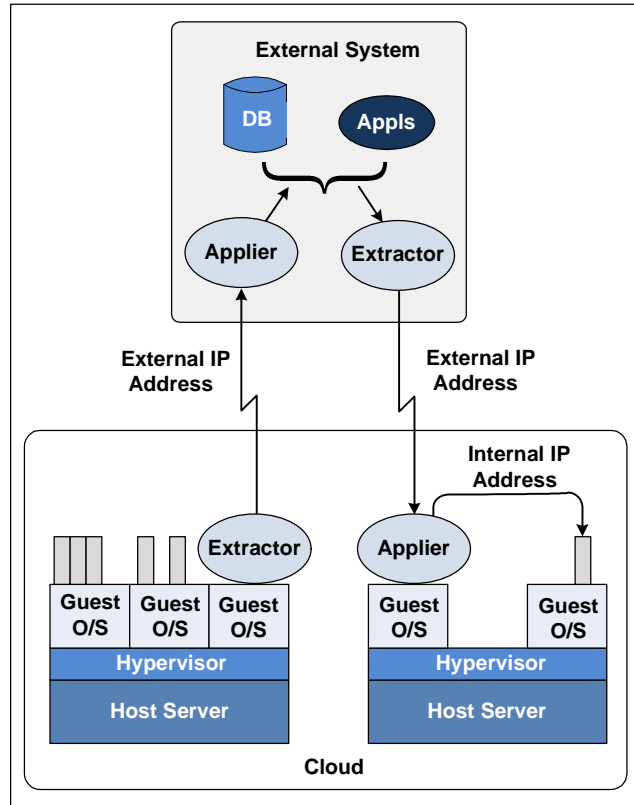 External System
DB
Appls
Applier
Extractor
External IP
Address
External IP
Address
Internal IP
Address
Extractor
Applier
Guest
O/S
Guest
O/S
Guest
O/S
Guest
O/S
Guest
O/S
Hypervisor
Hypervisor
Host Server
Host Server
Cloud